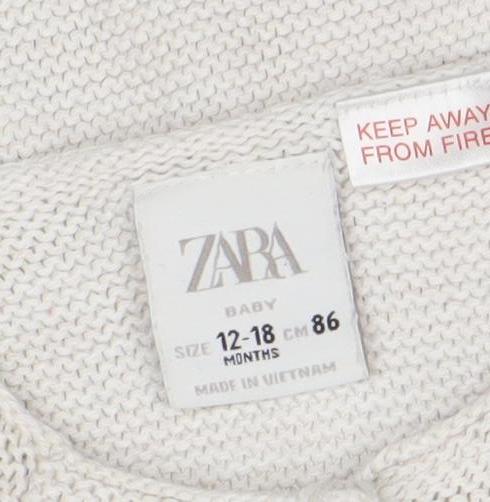 KEEP AWAY
FROM FIRE
ZARA
BABY
SIZE 12-18 CM 86
MONTHS
MADE IN VIETNAM